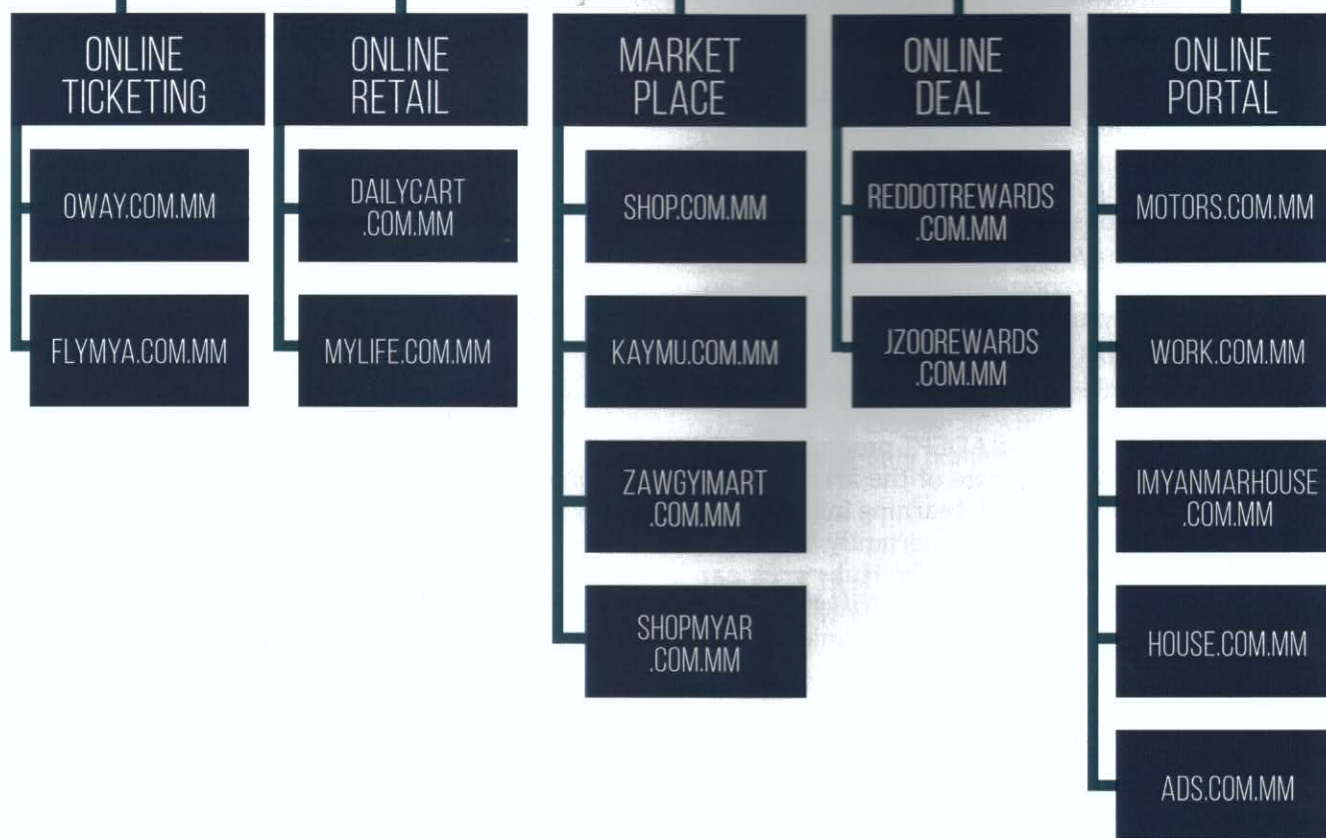 ONLINE
TICKETING
OWAY.COM.MM
FLYMYA.COM.MM
ONLINE
RETAIL
DAILYCART
.COM.MM
MYLIFE.COM.MM
MARKET
PLACE
SHOP.COM.MM
KAYMU.COM.MM
ZAWGYIMART
.COM.MM
SHOPMYAR
.COM.MM
ONLINE
DEAL
REDDOTREWARDS
.COM.MM
JZOOREWARDS
.COM.MM
ONLINE
PORTAL
MOTORS.COM.MM
WORK.COM.MM
IMYANMARHOUSE
.COM.MM
HOUSE.COM.MM
ADS.COM.MM